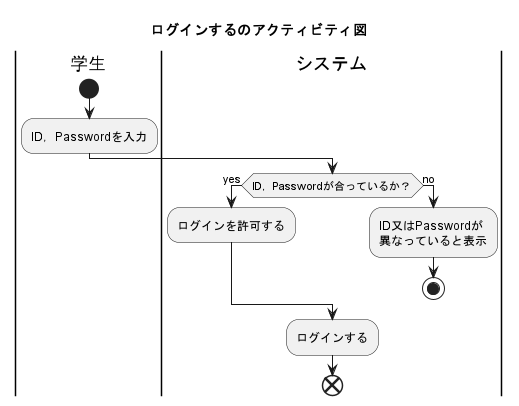 ログインするのアクティビティ図
学生
システム
ID，Passwordを入力
ID，Passwordが合っているか？
yes
no
ログインを許可する
ID又はPasswordが
異なっていると表示
ログインする